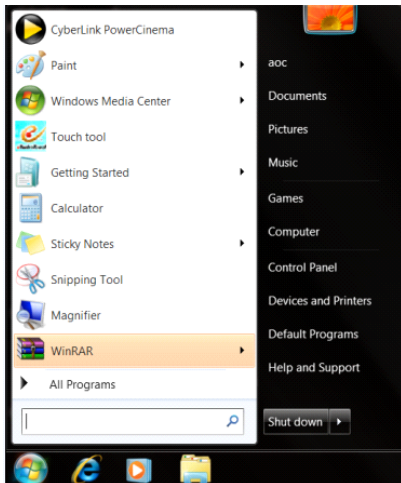 CyberLink PowerCinema
Paint
Windows Media Center
Touch tool
Getting Started
Calculator
Sticky Notes
Snipping Tool
Magnifier
WinRAR
All Programs
aoc
Documents
Pictures
Music
Games
Computer
Control Panel
Devices and Printers
Default Programs
Help and Support
Shut down